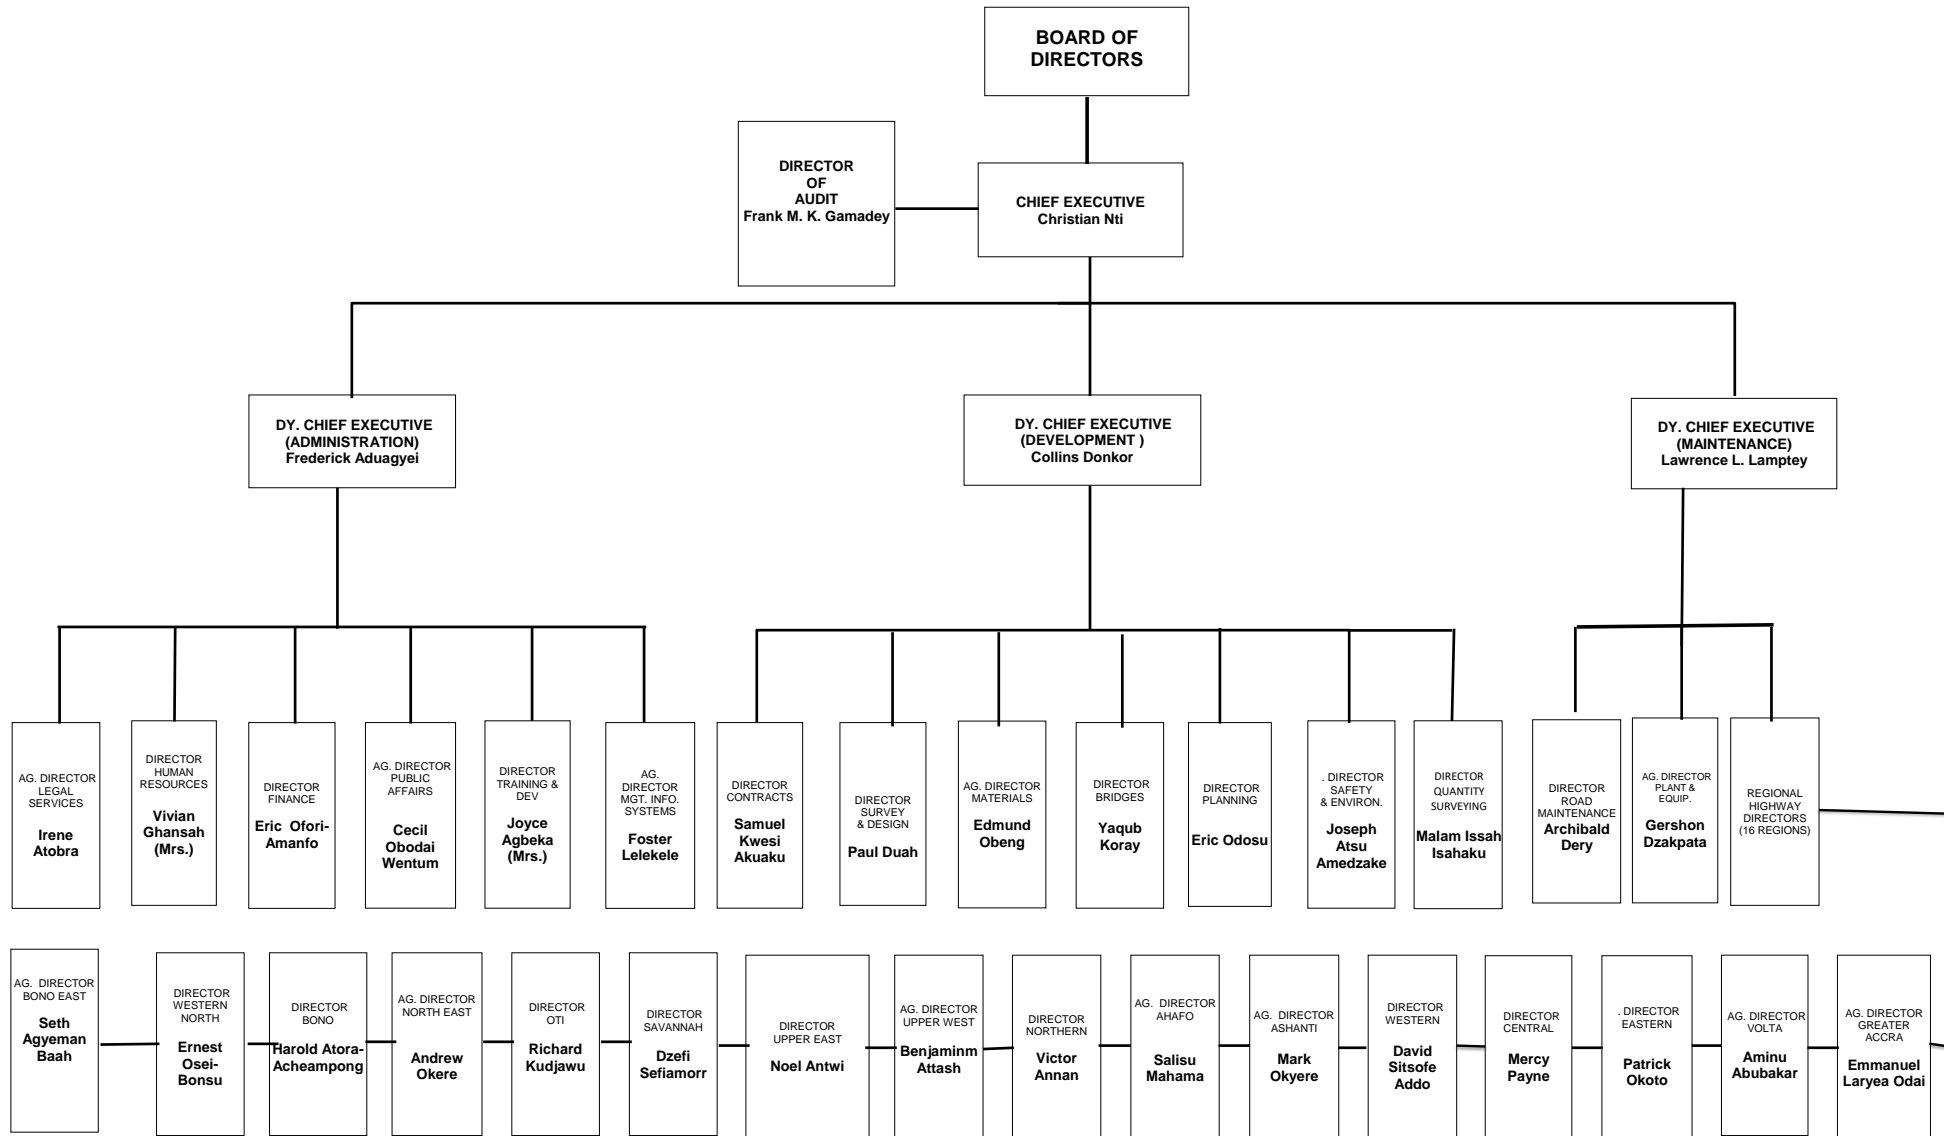 BOARD OF
DIRECTORS
DIRECTOR
OF
AUDIT
Frank M. K. Gamadey
CHIEF EXECUTIVE
Christian Nti
DY. CHIEF EXECUTIVE
(ADMINISTRATION)
Frederick Aduagyei
DY. CHIEF EXECUTIVE
(DEVELOPMENT )
Collins Donkor
DY. CHIEF EXECUTIVE
(MAINTENANCE)
Lawrence L. Lamptey
AG. DIRECTOR
LEGAL
SERVICES
Irene
Atobra
DIRECTOR
HUMAN
RESOURCES
Vivian
Ghansah
(Mrs.)
DIRECTOR
FINANCE
Eric Ofori-
Amanfo
AG. DIRECTOR
PUBLIC
AFFAIRS
Cecil
Obodai
Wentum
DIRECTOR
TRAINING &
DEV
Joyce
Agbeka
(Mrs.)
AG.
DIRECTOR
MGT. INFO.
SYSTEMS
Foster
Lelekele
DIRECTOR
CONTRACTS
Samuel
Kwesi
Akuaku
DIRECTOR
SURVEY
& DESIGN
Paul Duah
AG. DIRECTOR
MATERIALS
Edmund
Obeng
DIRECTOR
BRIDGES
Yaqub
Koray
DIRECTOR
PLANNING
Eric Odosu
. DIRECTOR
SAFETY
& ENVIRON.
Joseph
Atsu
Amedzake
DIRECTOR
QUANTITY
SURVEYING
Malam Issah
Isahaku
DIRECTOR
ROAD
MAINTENANCE
Archibald
Dery
AG. DIRECTOR
PLANT &
EQUIP.
Gershon
Dzakpata
REGIONAL
HIGHWAY
DIRECTORS
(16 REGIONS)
AG. DIRECTOR
BONO EAST
Seth
Agyeman
Baah
DIRECTOR
WESTERN
NORTH
Ernest
Osei-
Bonsu
DIRECTOR
BONO
Harold Atora-
Acheampong
AG. DIRECTOR
NORTH EAST
Andrew
Okere
DIRECTOR
OTI
Richard
Kudjawu
DIRECTOR
SAVANNAH
Dzefi
Sefiamorr
DIRECTOR
UPPER EAST
Noel Antwi
AG. DIRECTOR
UPPER WEST
Benjaminm
Attash
DIRECTOR
NORTHERN
Victor
Annan
AG. DIRECTOR
AHAFO
Salisu
Mahama
AG. DIRECTOR
ASHANTI
Mark
Okyere
DIRECTOR
WESTERN
David
Sitsofe
Addo
DIRECTOR
CENTRAL
Mercy
Payne
. DIRECTOR
EASTERN
Patrick
Okoto
AG. DIRECTOR
VOLTA
Aminu
Abubakar
AG. DIRECTOR
GREATER
ACCRA
Emmanuel
Laryea Odai